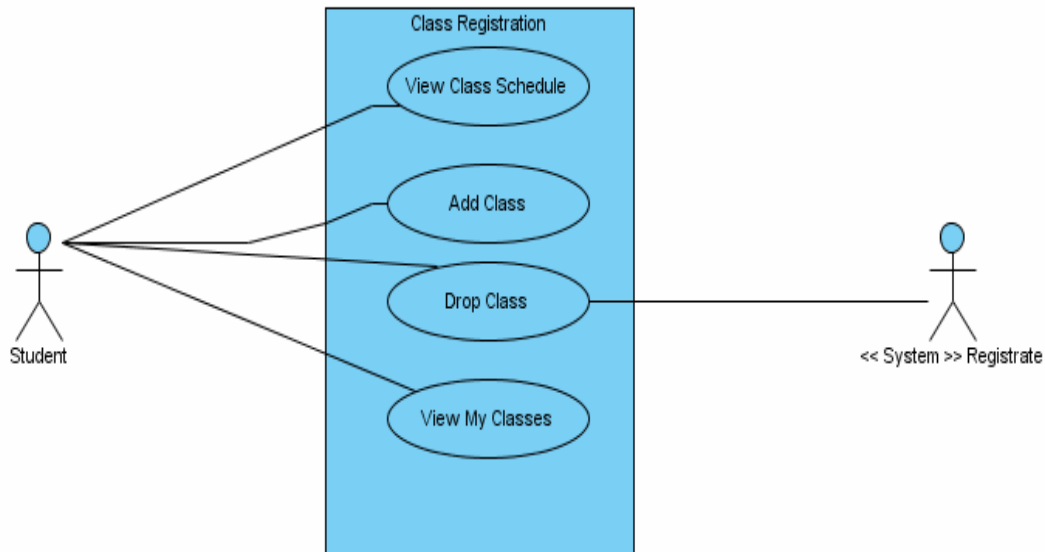 Class Registration
View Class Schedule
Add Class
Drop Class
Student
<< System >> Registrate
View My Classes